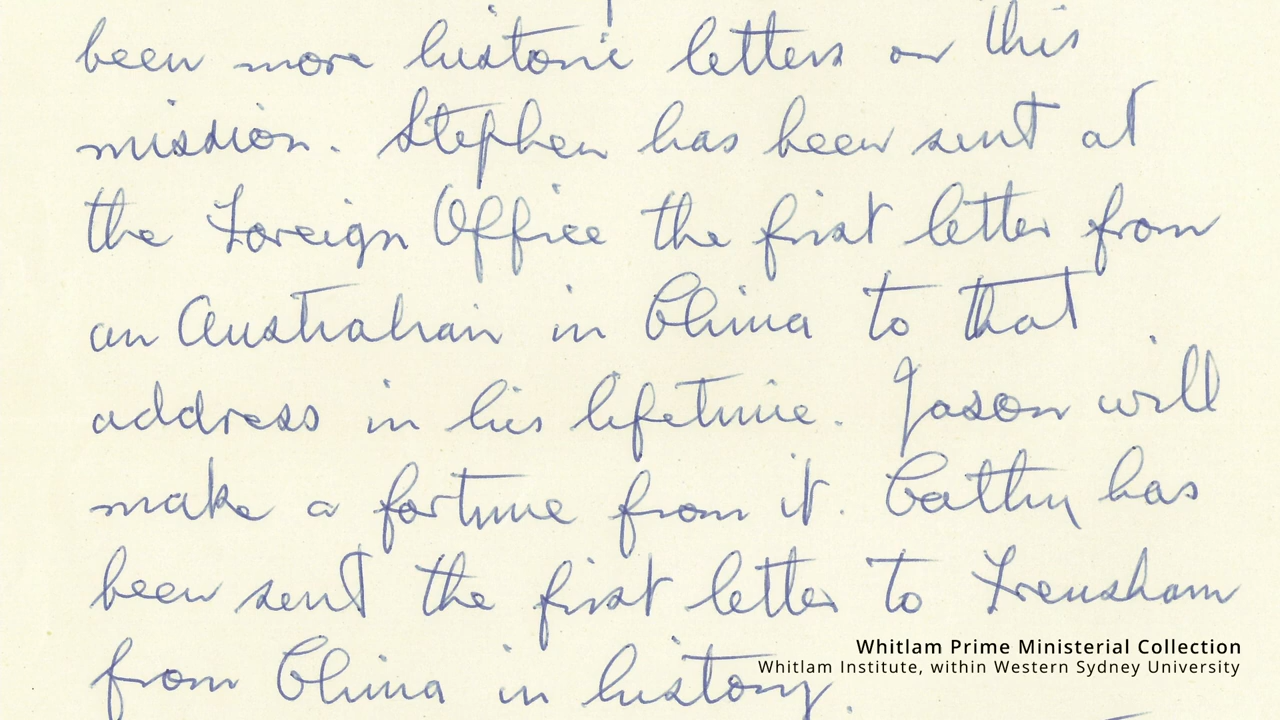 been more historic letters on this
mission. Stephen has been sent at
the Foreign Office the first letter from
an Australian in China to that
address in his lifetime. Jason will
make a fortune from it. Cathy has
been sent the first letter to Frensham
from China in history.
Whitlam Prime Ministerial Collection
Whitlam Institute, within Western Sydney University